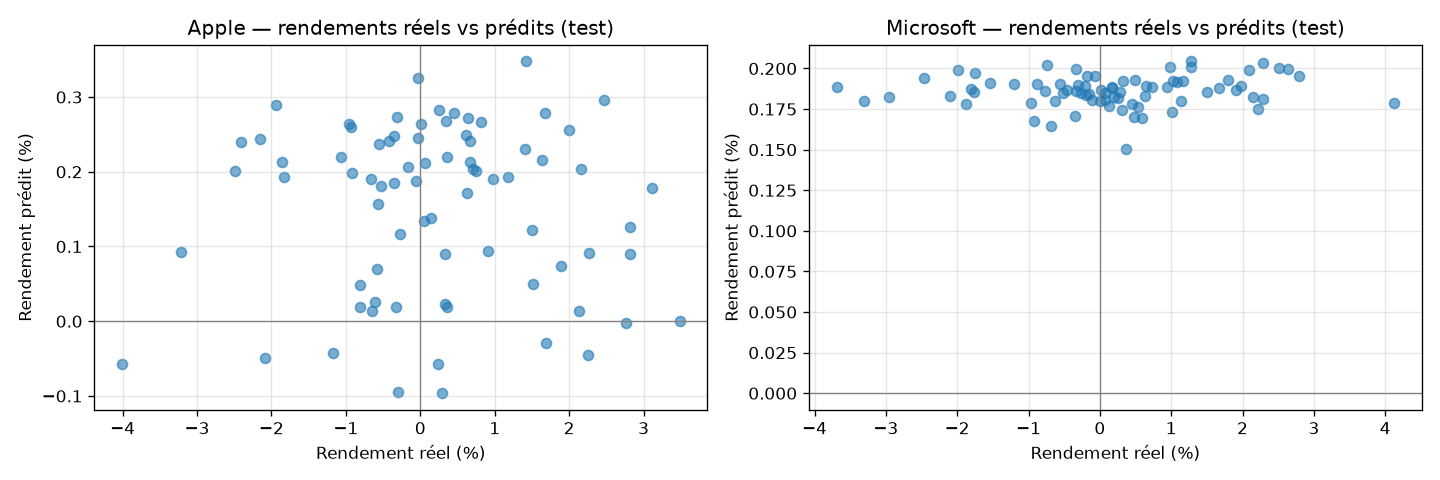 Apple — rendements réels vs prédits (test)
Rendement prédit (%)
0.3
0.2
0.1
0.0
−0.1
−4 −3 −2 −1 0 1 2 3
Rendement réel (%)
Microsoft — rendements réels vs prédits (test)
Rendement prédit (%)
0.200
0.175
0.150
0.125
0.100
0.075
0.050
0.025
0.000
−4 −3 −2 −1 0 1 2 3 4
Rendement réel (%)